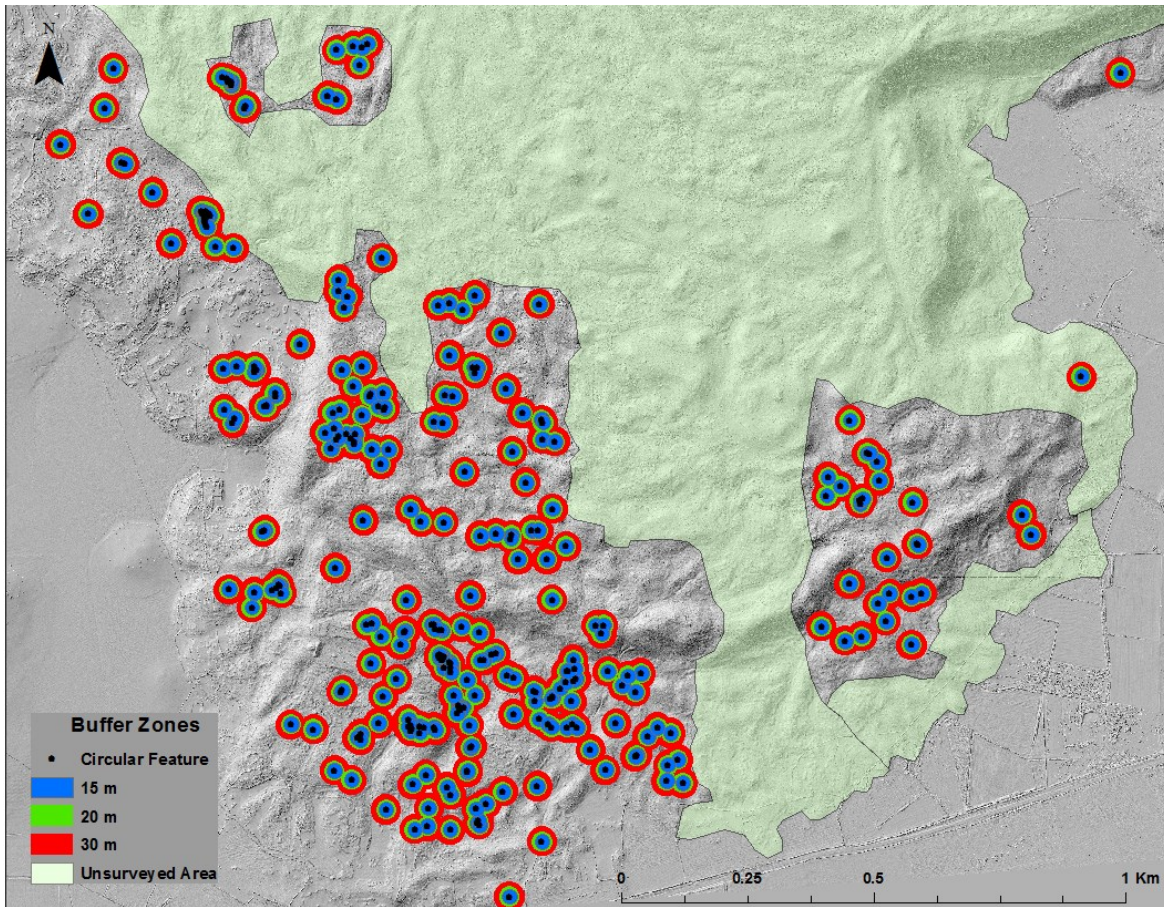 N
Buffer Zones
Circular Feature
15 m
20 m
30 m
Unsurveyed Area
0 0.25 0.5 1 Km